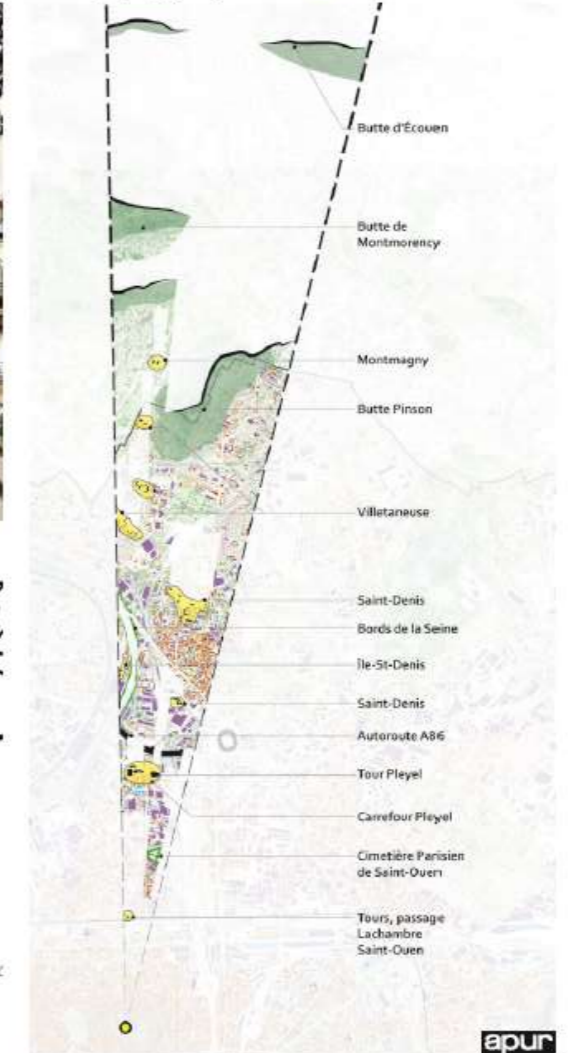 Butte d'Écouen
Butte de
Montmorency
Montmagny
Butte Pinson
Villetaneuse
Saint-Denis
Bords de la Seine
Île-St-Denis
Saint-Denis
Autoroute A86
Tour Pleyel
Carrefour Pleyel
Cimetière Parisien
de Saint-Ouen
Tours, passage
Lachambre
Saint-Ouen
apur